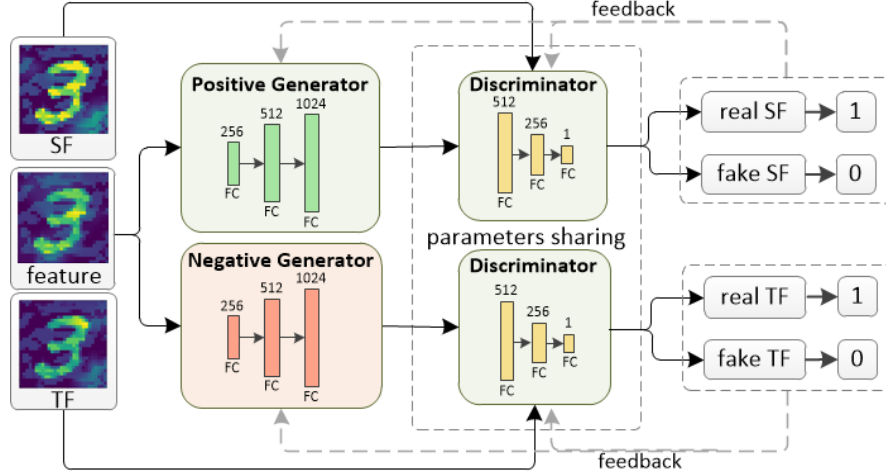 feedback
SF
feature
TF
Positive Generator
256
512
1024
FC
FC
FC
Discriminator
512
256
1
FC
FC
FC
real SF
1
fake SF
0
parameters sharing
Negative Generator
256
512
1024
FC
FC
FC
Discriminator
512
256
1
FC
FC
FC
real TF
1
fake TF
0
feedback